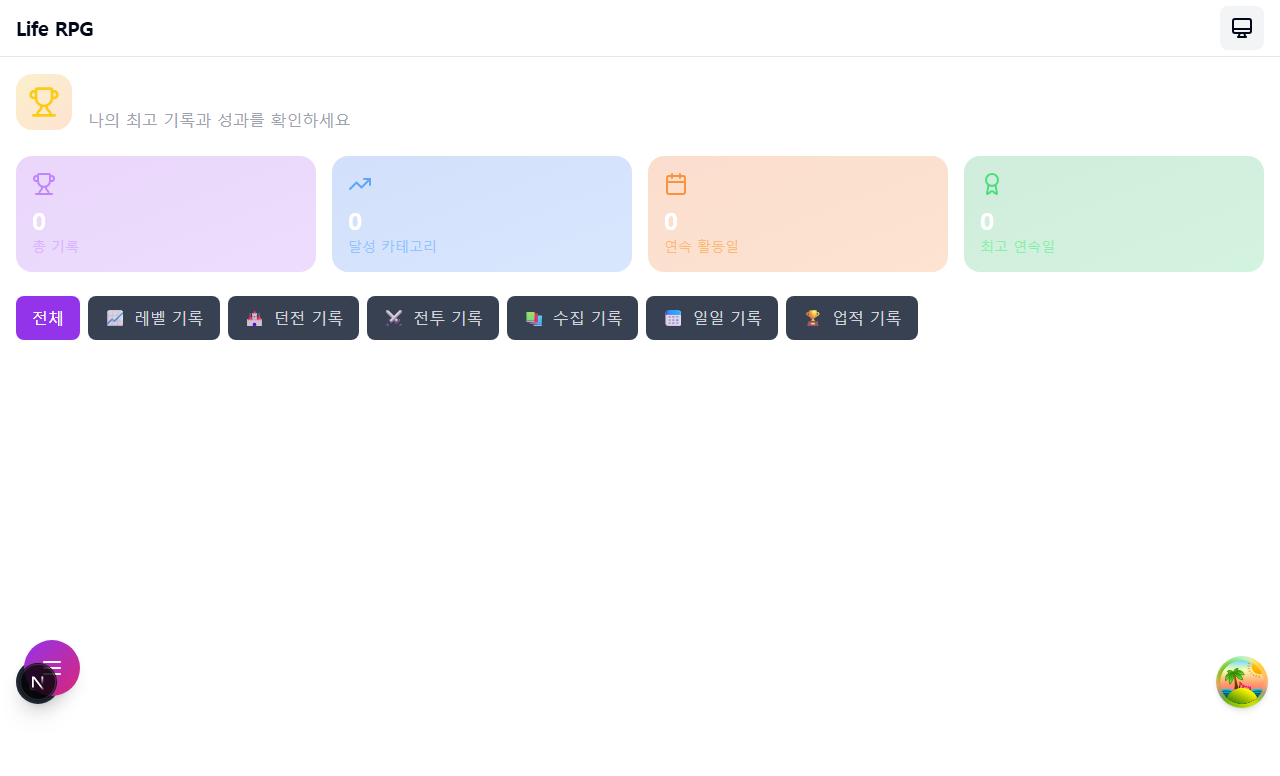 Life RPG
나의 최고 기록과 성과를 확인하세요
0
총 기록
0
달성 카테고리
0
연속 활동일
0
최고 연속일
전체
레벨 기록
던전 기록
전투 기록
수집 기록
일일 기록
업적 기록
N